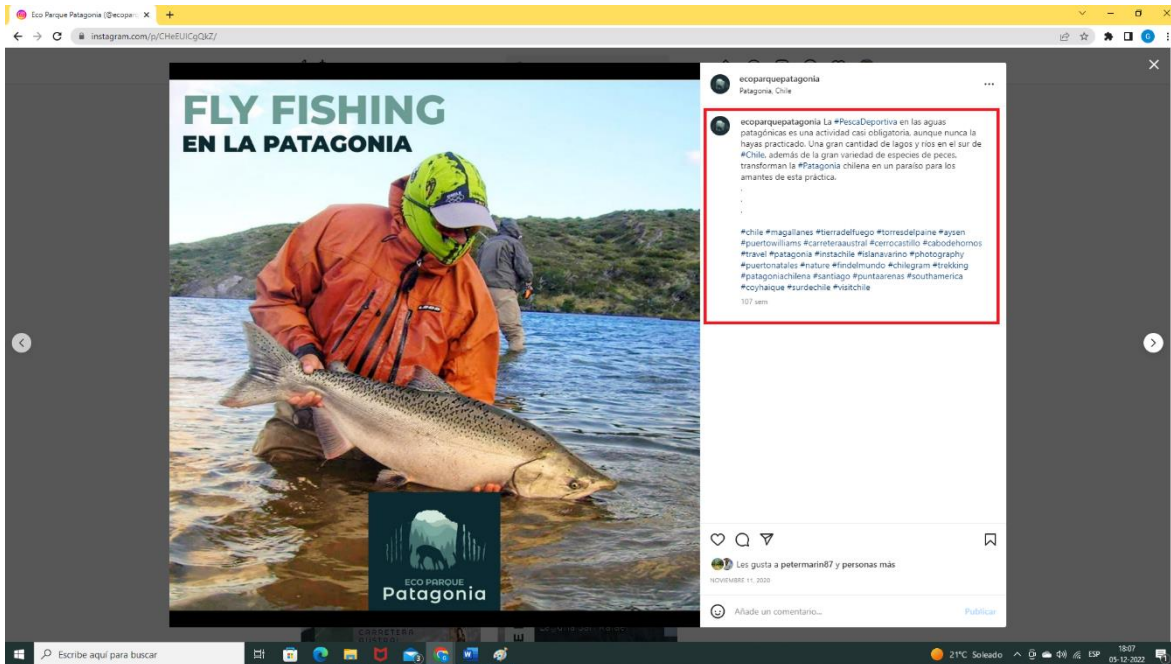 Eco Parque Patagonia (@ecopar
instagram.com/p/CHeEUICgQkZ/
FLY FISHING
EN LA PATAGONIA
ECO PARQUE
Patagonia
ecoparquepatagonia
Patagonia, Chile
ecoparquepatagonia La #PescaDeportiva en las aguas
patagónicas es una actividad casi obligatoria, aunque nunca la
hayas practicado. Una gran cantidad de lagos y ríos en el sur de
#Chile, además de la gran variedad de especies de peces,
transforman la #Patagonia chilena en un paraíso para los
amantes de esta práctica.
.
.
.
#chile #magallanes #tierradelfuego #torresdelpaine #aysen
#puertowilliams #carreteraaustral #cerrocastillo #cabodehornos
#travel #patagonia #instachile #islanavarino #photography
#puertonatales #nature #findelmundo #chilegram #trekking
#patagoniachilena #santiago #puntaarenas #southamerica
#coyhaique #surdechile #visitchile
107 sem
Les gusta a petermarin87 y personas más
NOVIEMBRE 11, 2020
Añade un comentario...
Publicar
CARRETERA
Escribe aquí para buscar
21°C Soleado
ESP
18:07
05-12-2022